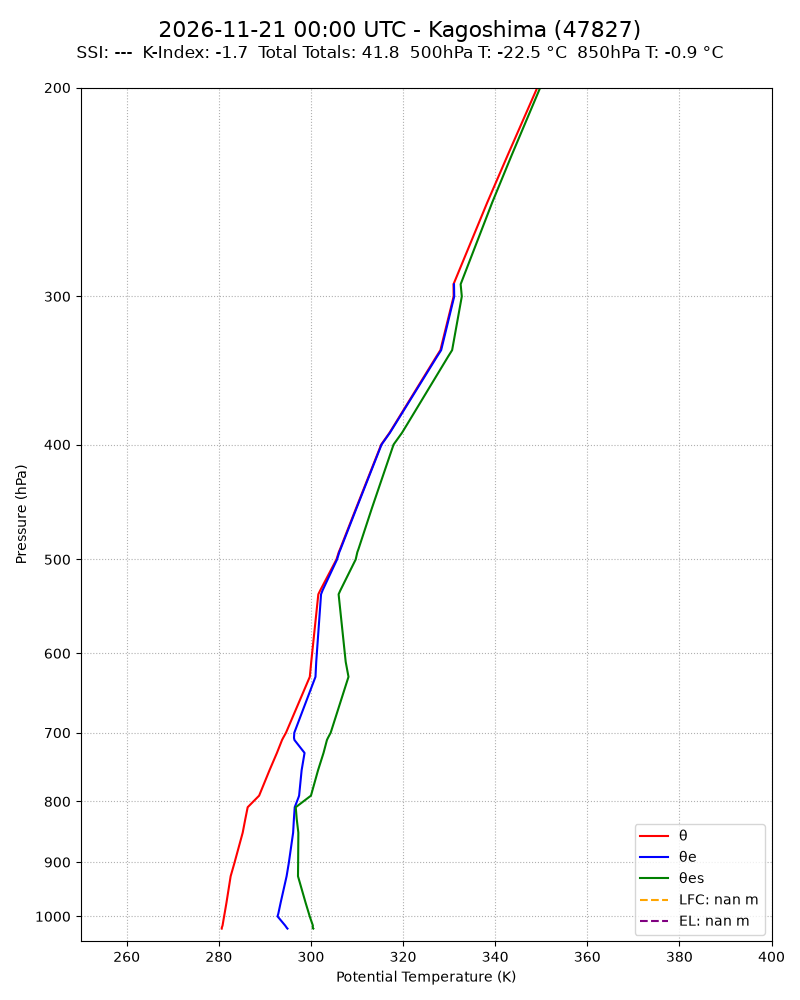 2026-11-21 00:00 UTC - Kagoshima (47827)
SSI: ---  K-Index: -1.7  Total Totals: 41.8  500hPa T: -22.5 °C  850hPa T: -0.9 °C
200
300
400
500
600
700
800
900
1000
Pressure (hPa)
θ
θe
θes
LFC: nan m
EL: nan m
260 280 300 320 340 360 380 400
Potential Temperature (K)